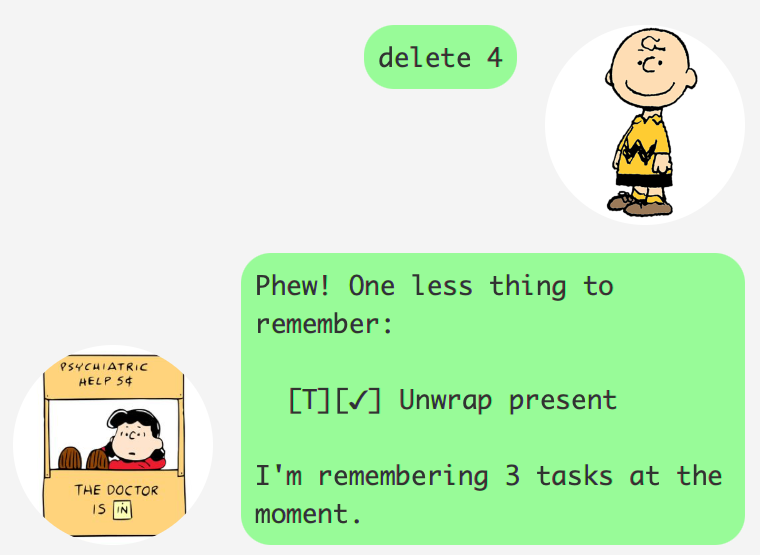 delete 4
Phew! One less thing to
remember:
[T][✓] Unwrap present
I'm remembering 3 tasks at the
moment.
PSYCHIATRIC
HELP 5¢
THE DOCTOR
IS IN